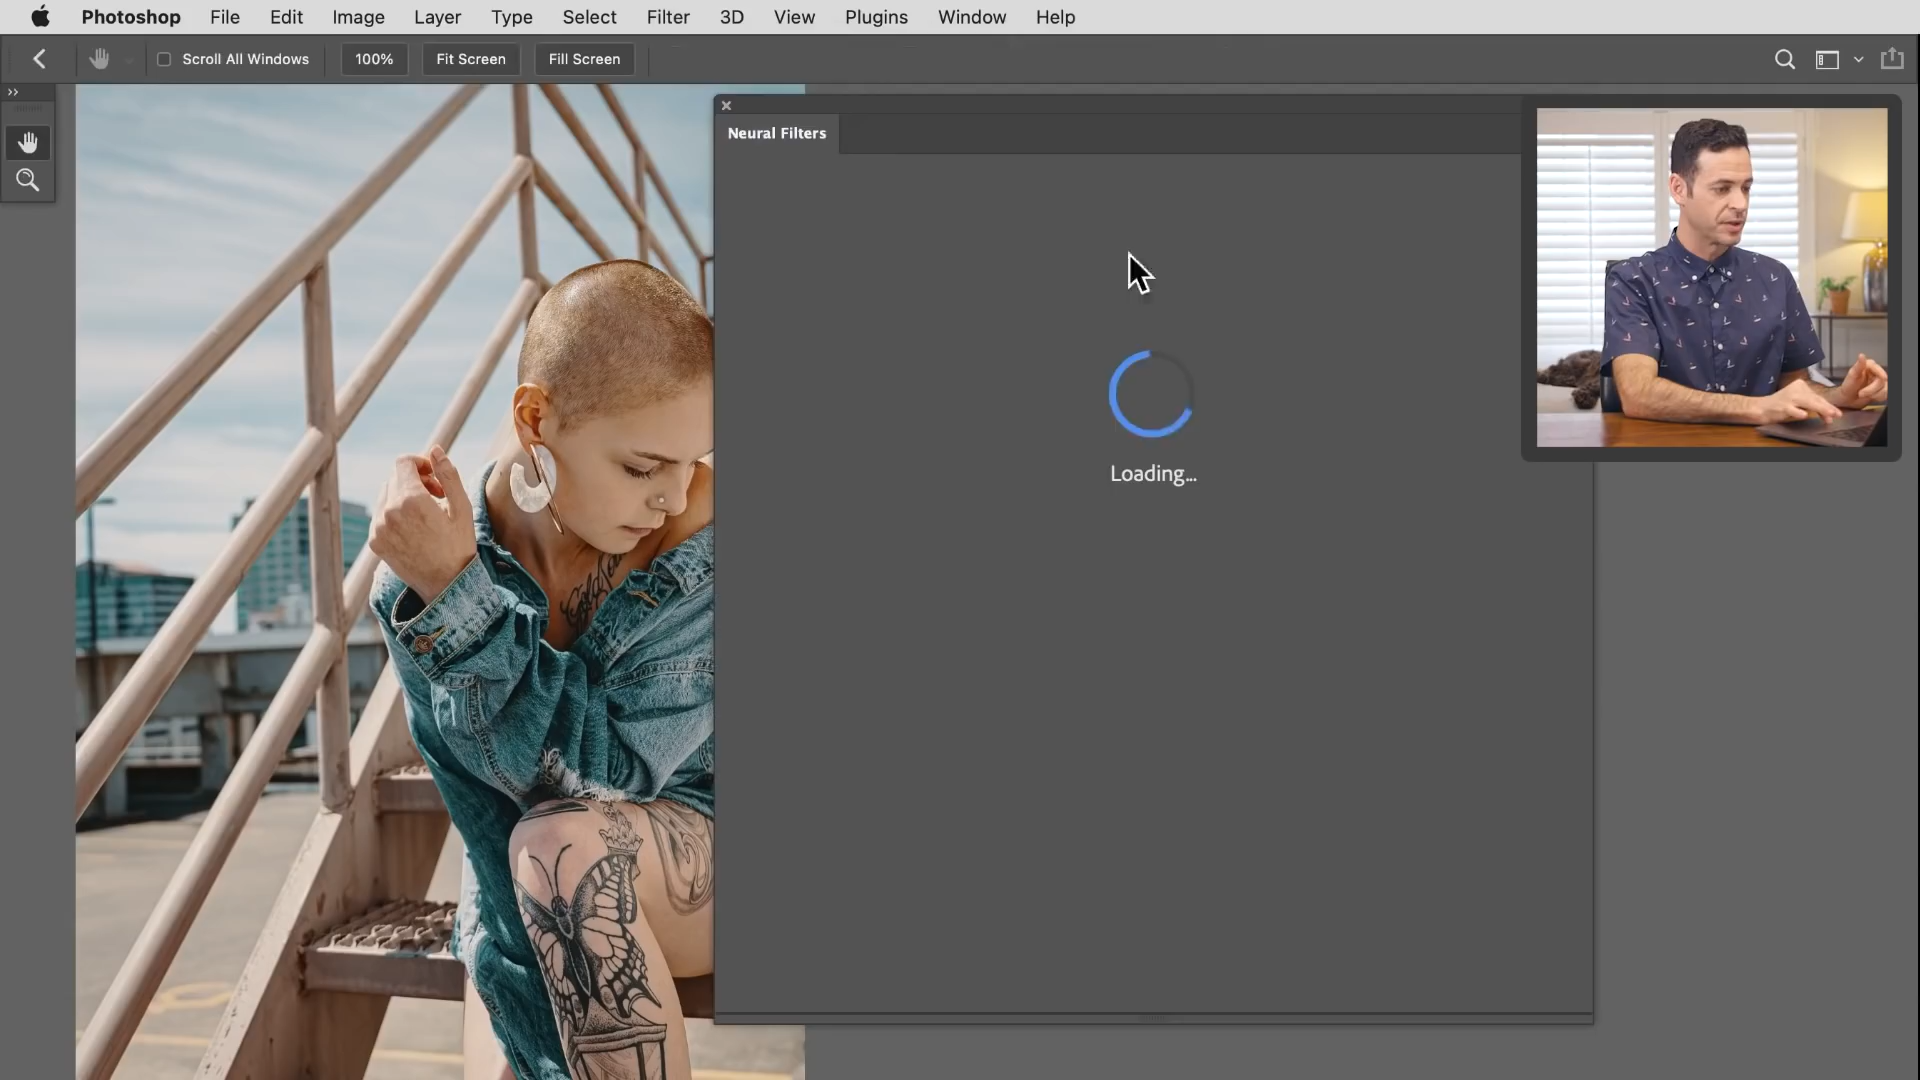 Photoshop File Edit Image Layer Type Select Filter 3D View Plugins Window Help
Scroll All Windows 100% Fit Screen Fill Screen
Neural Filters
Loading...